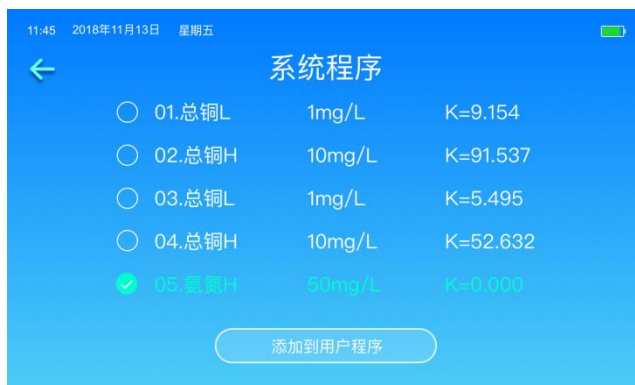 11:45 2018年11月13日 星期五
系统程序
01.总铜L 1mg/L K=9.154
02.总铜H 10mg/L K=91.537
03.总铜L 1mg/L K=5.495
04.总铜H 10mg/L K=52.632
05.氨氮H 50mg/L K=0.000
添加到用户程序